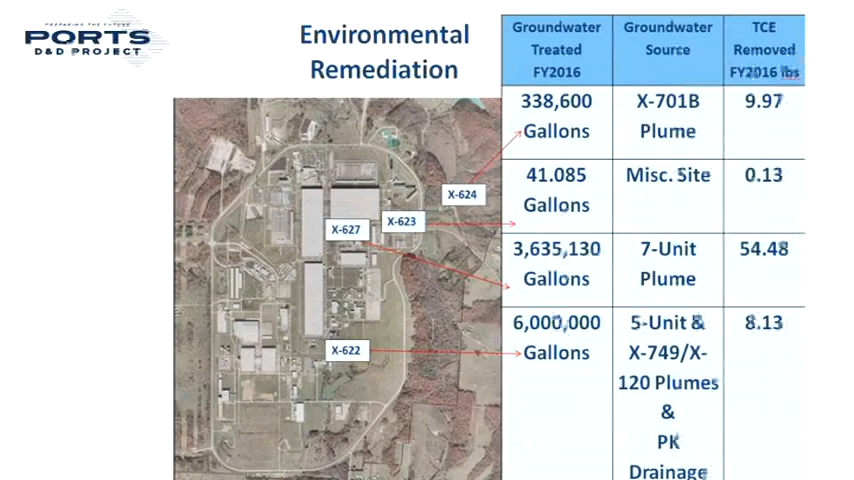 PREPARING THE FUTURE
PORTS
D&D PROJECT
Environmental
Remediation
Groundwater
Treated
FY2016
Groundwater
Source
TCE
Removed
FY2016 lbs
338,600
Gallons
X-701B
Plume
9.97
41.085
Gallons
Misc. Site
0.13
3,635,130
Gallons
7-Unit
Plume
54.48
6,000,000
Gallons
5-Unit &
X-749/X-
120 Plumes
&
PK
Drainage
8.13
X-624
X-623
X-627
X-622